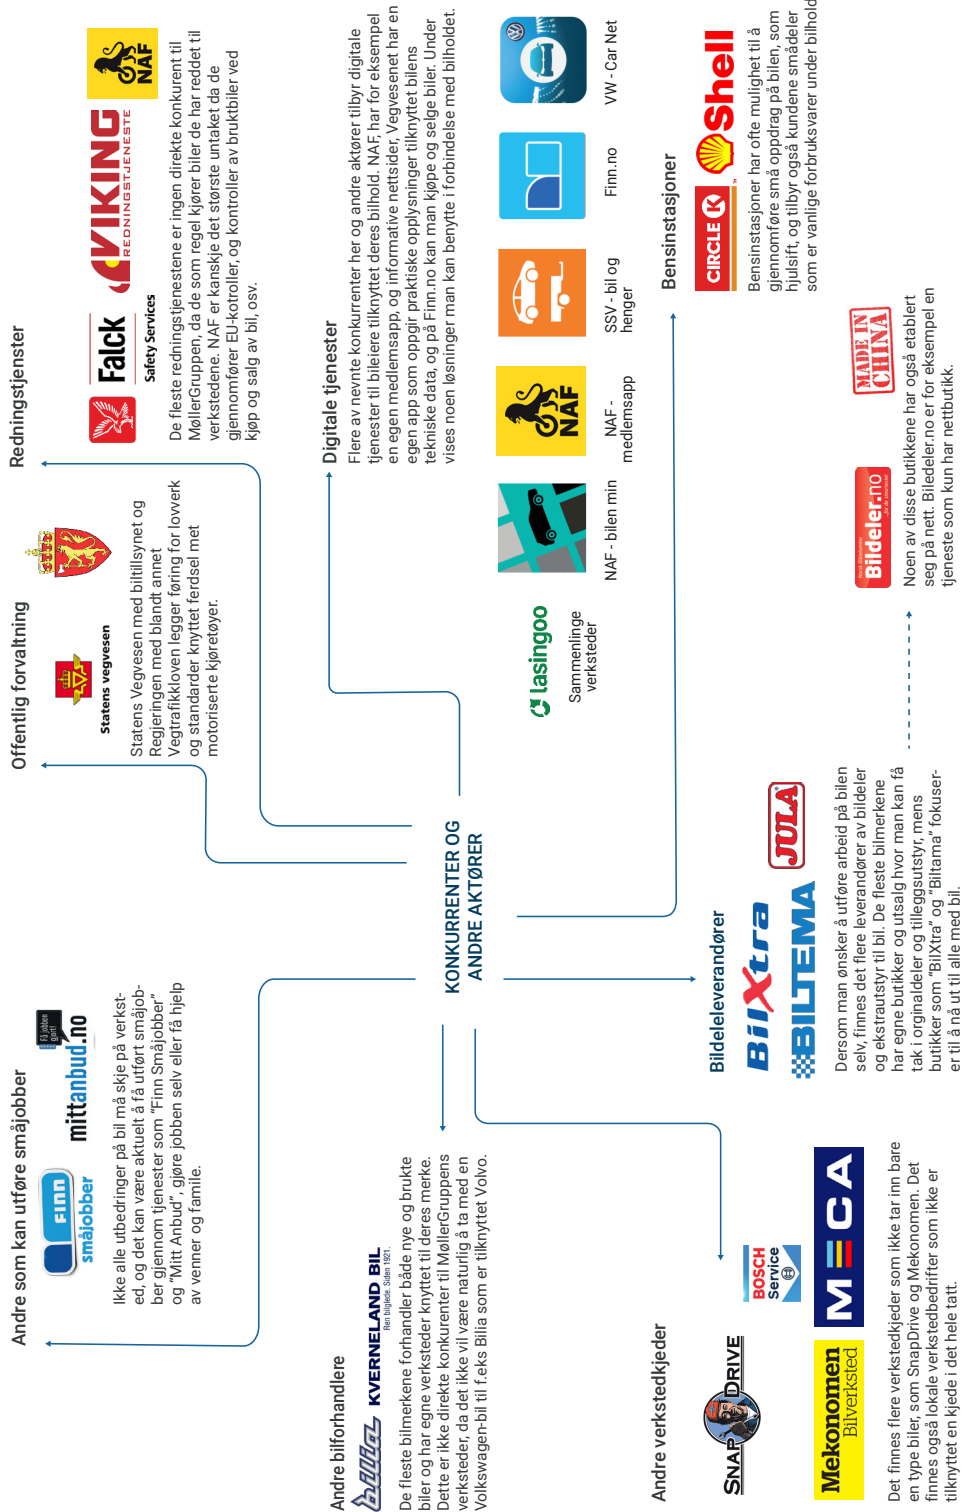 Andre som kan utføre småjobber
FINN
småjobber
Få jobben
gjort!
mittanbud.no
Ikke alle utbedringer på bil må skje på verkst-
ed, og det kan være aktuelt å få utført småjob-
ber gjennom tjenester som “Finn Småjobber”
og “Mitt Anbud”, gjøre jobben selv eller få hjelp
av venner og famile.
Offentlig forvaltning
Statens vegvesen
Statens Vegvesen med biltillsynet og
Regjeringen med blandt annet
Vegtrafikkloven legger føring for lovverk
og standarder knyttet ferdsel met
motoriserte kjøretøyer.
Redningstjenster
Falck
Safety Services
VIKING
REDNINGSTJENESTE
NAF
De fleste redningstjenestene er ingen direkte konkurent til
MøllerGruppen, da de som regel kjører biler de har reddet til
verkstedene. NAF er kanskje det største untaket da de
gjennomfører EU-kotroller, og kontroller av bruktbiler ved
kjøp og salg av bil, osv.
Andre bilforhandlere
bilia
KVERNELAND BIL
Ren bilglede. Siden 1921.
De fleste bilmerkene forhandler både nye og brukte
biler og har egne verksteder knyttet til deres merke.
Dette er ikke direkte konkurenter til MøllerGruppens
verksteder, da det ikke vil være naturlig å ta med en
Volkswagen-bil til f.eks Bilia som er tilknyttet Volvo.
KONKURRENTER OG
ANDRE AKTØRER
Digitale tjenester
Flere av nevnte konkurrenter her og andre aktører tilbyr digitale
tjenester til bileiere tilknyttet deres bilhold. NAF, har for eksempel
en egen medlemsapp, og informative nettsider, Vegvesenet har en
egen app som oppgir praktiske opplysninger tilknyttet bilens
tekniske data, og på Finn.no kan man kjøpe og selge biler. Under
vises noen løsninger man kan benytte i forbindelse med bilholdet.
lasingoo
Sammenlinge
verksteder
NAF - bilen min
NAF
NAF -
medlemsapp
SSV - bil og
henger
Finn.no
VW - Car Net
Andre verkstedkjeder
SNAP DRIVE
BOSCH
Service
Mekonomen
Bilverksted
MECA
Det finnes flere verkstedkjeder som ikke tar inn bare
en type biler, som SnapDrive og Mekonomen. Det
finnes også lokale verkstedbedrifter som ikke er
tilknyttet en kjede i det hele tatt.
Bildeleleverandører
BilXtra
BILTEMA
JULA
Dersom man ønsker å utføre arbeid på bilen
selv, finnes det flere leverandører av bildeler
og ekstrautstyr til bil. De fleste bilmerkene
har egne butikker og utsalg hvor man kan få
tak i orginaldeler og tilleggsutstyr, mens
butikker som “BilXtra” og “Biltama” fokuser-
er til å nå ut til alle med bil.
Bensinstasjoner
CIRCLE K
Shell
Bensinstasjoner har ofte mulighet til å
gjennomføre små oppdrag på bilen, som
hjulsift, og tilbyr også kundene smådeler
som er vanlige forbruksvarer under bilhold
Bildeler.no
MADE IN
CHINA
Noen av disse butikkene har også etablert
seg på nett. Biledeler.no er for eksempel en
tjeneste som kun har nettbutikk.